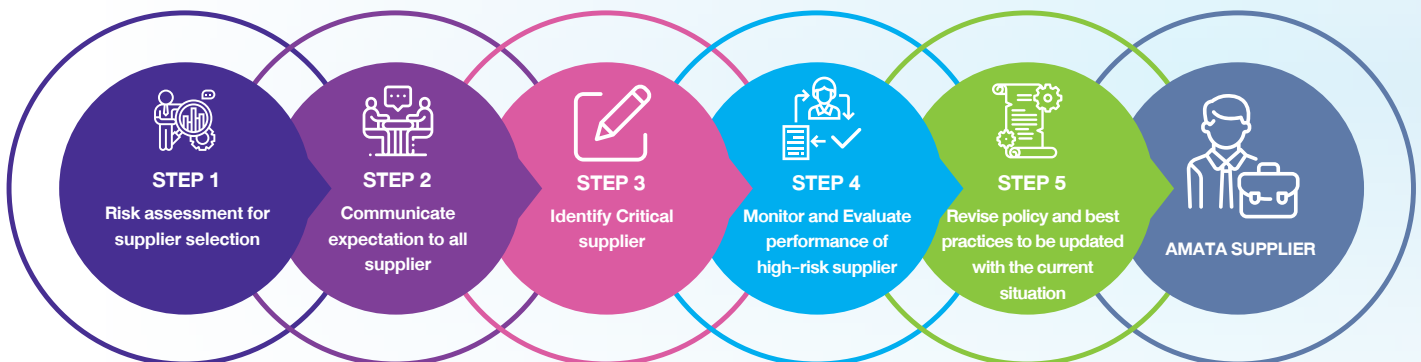 STEP 1
Risk assessment for
supplier selection
STEP 2
Communicate
expectation to all
supplier
STEP 3
Identify Critical
supplier
STEP 4
Monitor and Evaluate
performance of
high-risk supplier
STEP 5
Revise policy and best
practices to be updated
with the current
situation
AMATA SUPPLIER